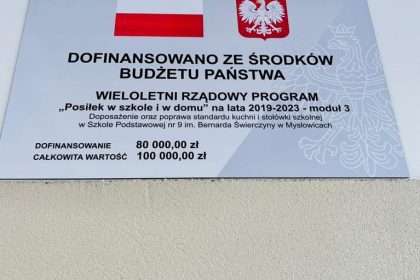 DOFINANSOWANO ZE ŚRODKÓW
BUDŻETU PAŃSTWA
WIELOLETNI RZĄDOWY PROGRAM
„Posiłek w szkole i w domu” na lata 2019-2023 - moduł 3
Doposażenie oraz poprawa standardu kuchni i stołówki szkolnej
w Szkole Podstawowej nr 9 im. Bernarda Świerczyny w Mysłowicach
DOFINANSOWANIE 80 000,00 zł
CAŁKOWITA WARTOŚĆ 100 000,00 zł